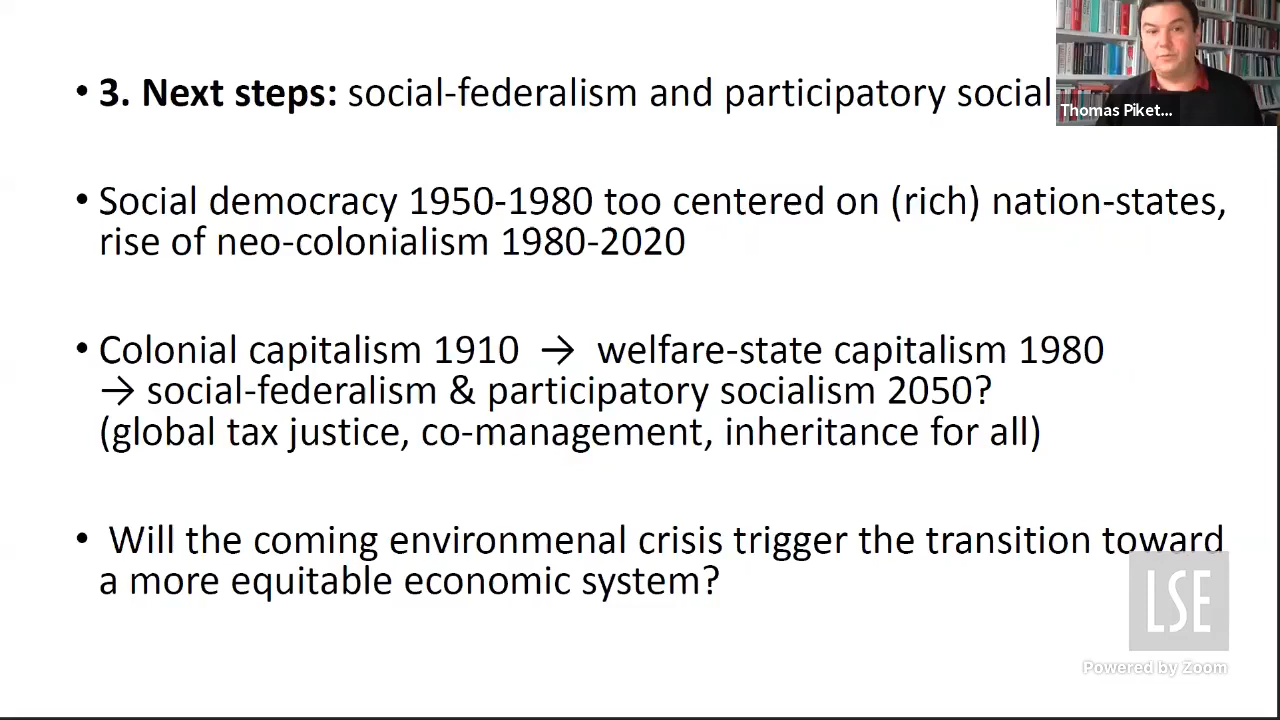 • 3. Next steps: social-federalism and participatory social
Thomas Piket...
• Social democracy 1950-1980 too centered on (rich) nation-states,
rise of neo-colonialism 1980-2020
• Colonial capitalism 1910 → welfare-state capitalism 1980
→ social-federalism & participatory socialism 2050?
(global tax justice, co-management, inheritance for all)
• Will the coming environmenal crisis trigger the transition toward
a more equitable economic system?
LSE
Powered by Zoom